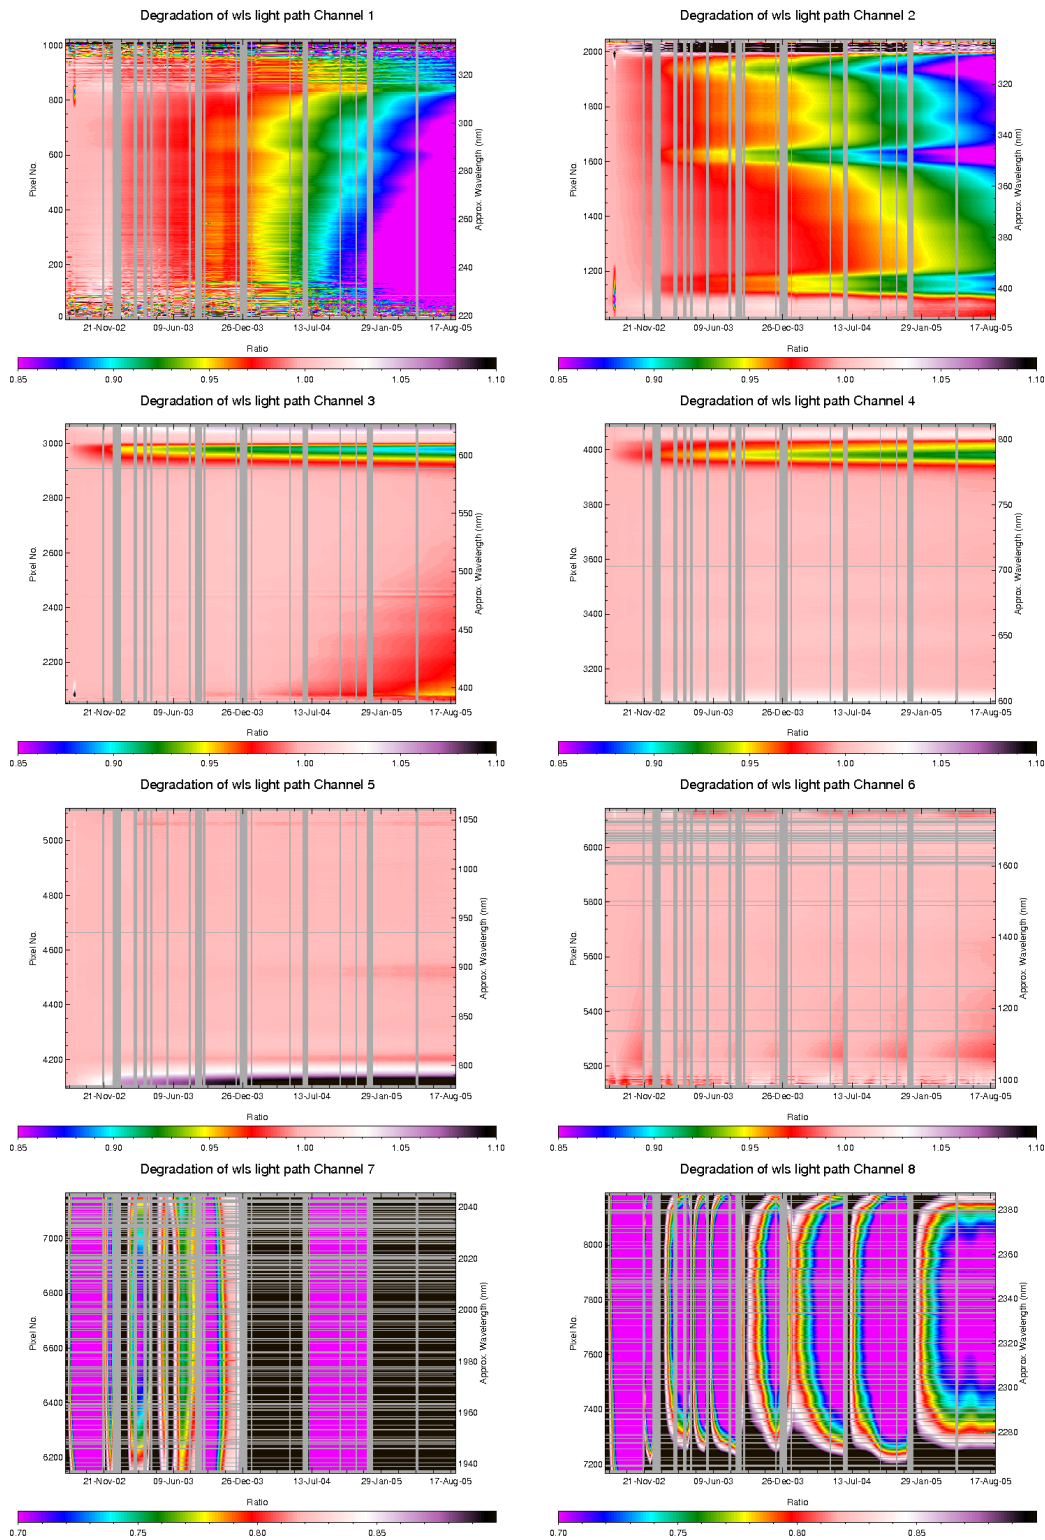 Degradation of wls light path Channel 1
1000
800
600
400
200
0
Pixel No.
320
300
280
260
240
220
Approx. Wavelength (nm)
21-Nov-02 09-Jun-03 26-Dec-03 13-Jul-04 29-Jan-05 17-Aug-05
Ratio
0.85 0.90 0.95 1.00 1.05 1.10
Degradation of wls light path Channel 2
2000
1800
1600
1400
1200
Pixel No.
320
340
360
380
400
Approx. Wavelength (nm)
21-Nov-02 09-Jun-03 26-Dec-03 13-Jul-04 29-Jan-05 17-Aug-05
Ratio
0.85 0.90 0.95 1.00 1.05 1.10
Degradation of wls light path Channel 3
3000
2800
2600
2400
2200
Pixel No.
600
550
500
450
400
Approx. Wavelength (nm)
21-Nov-02 09-Jun-03 26-Dec-03 13-Jul-04 29-Jan-05 17-Aug-05
Ratio
0.85 0.90 0.95 1.00 1.05 1.10
Degradation of wls light path Channel 4
4000
3800
3600
3400
3200
Pixel No.
800
750
700
650
600
Approx. Wavelength (nm)
21-Nov-02 09-Jun-03 26-Dec-03 13-Jul-04 29-Jan-05 17-Aug-05
Ratio
0.85 0.90 0.95 1.00 1.05 1.10
Degradation of wls light path Channel 5
5000
4800
4600
4400
4200
Pixel No.
1050
1000
950
900
850
800
Approx. Wavelength (nm)
21-Nov-02 09-Jun-03 26-Dec-03 13-Jul-04 29-Jan-05 17-Aug-05
Ratio
0.85 0.90 0.95 1.00 1.05 1.10
Degradation of wls light path Channel 6
6000
5800
5600
5400
5200
Pixel No.
1600
1400
1200
1000
Approx. Wavelength (nm)
21-Nov-02 09-Jun-03 26-Dec-03 13-Jul-04 29-Jan-05 17-Aug-05
Ratio
0.85 0.90 0.95 1.00 1.05 1.10
Degradation of wls light path Channel 7
7000
6800
6600
6400
6200
Pixel No.
2040
2020
2000
1980
1960
1940
Approx. Wavelength (nm)
21-Nov-02 09-Jun-03 26-Dec-03 13-Jul-04 29-Jan-05 17-Aug-05
Ratio
0.70 0.75 0.80 0.85
Degradation of wls light path Channel 8
8000
7800
7600
7400
7200
Pixel No.
2380
2360
2340
2320
2300
2280
Approx. Wavelength (nm)
21-Nov-02 09-Jun-03 26-Dec-03 13-Jul-04 29-Jan-05 17-Aug-05
Ratio
0.70 0.75 0.80 0.85